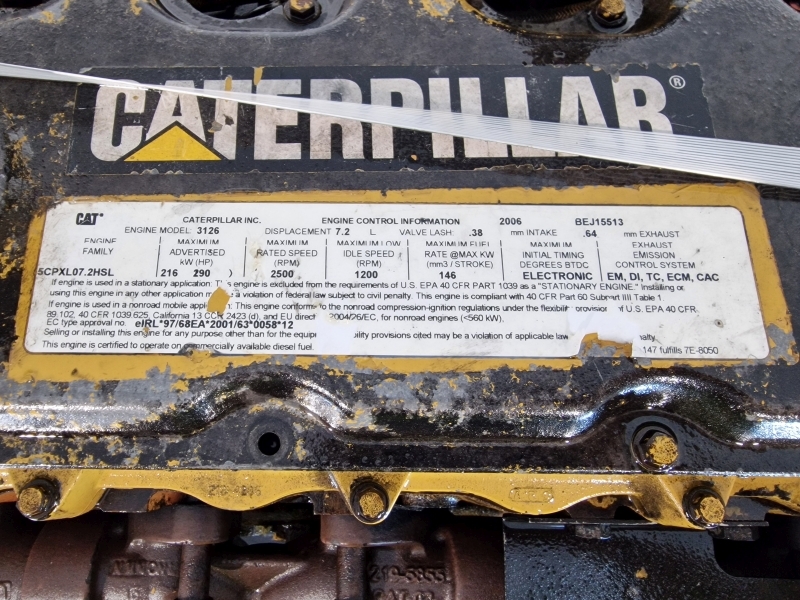 CATERPILLAR ®
CAT® CATERPILLAR INC. ENGINE CONTROL INFORMATION 2006 BEJ15513
ENGINE MODEL: 3126 DISPLACEMENT 7.2 L VALVE LASH: .38 mm INTAKE .64 mm EXHAUST
ENGINE MAXIMUM MAXIMUM MAXIMUM LOW MAXIMUM FUEL MAXIMUM EXHAUST
FAMILY ADVERTISED RATED SPEED IDLE SPEED RATE @MAX KW INITIAL TIMING EMISSION
kW (HP) (RPM) (RPM) (mm3 / STROKE) DEGREES BTDC CONTROL SYSTEM
5CPXL07.2HSL 216 290 ) 2500 1200 146 ELECTRONIC EM, DI, TC, ECM, CAC
If engine is used in a stationary application: This engine is excluded from the requirements of U.S. EPA 40 CFR PART 1039 as a "STATIONARY ENGINE." Installing or
using this engine in any other application a violation of federal law subject to civil penalty. This engine is compliant with 40 CFR Part 60 Subpart IIII Table 1.
If engine is used in a nonroad mobile application: This engine conforms to the nonroad compression-ignition regulations under the flexibility of U.S. EPA 40 CFR
89.102, 40 CFR 1039.625, California 13 CCR 2423 (d), and EU 2004/26/EC, for nonroad engines (<560 kW).
EC type approval no. eIRL*97/68EA*2001/63*0058*12
Selling or installing this engine for any purpose other than for the provisions cited may be a violation of applicable law
This engine is certified to operate on commercially available diesel fuel. 147 fulfills 7E-8050
219-5855